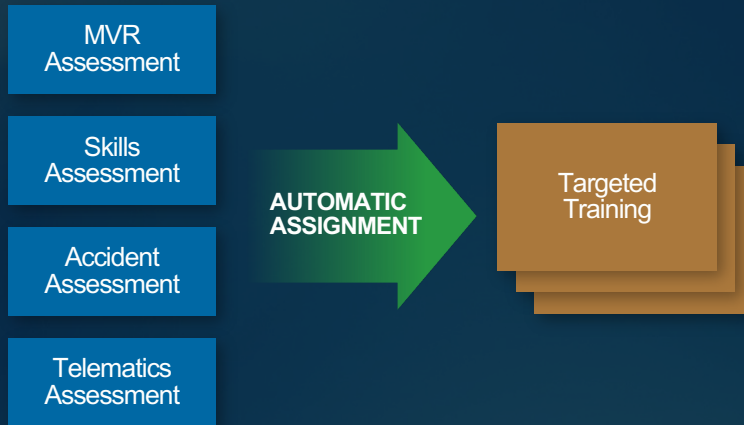 MVR
Assessment
Skills
Assessment
Accident
Assessment
Telematics
Assessment
AUTOMATIC
ASSIGNMENT
Targeted
Training